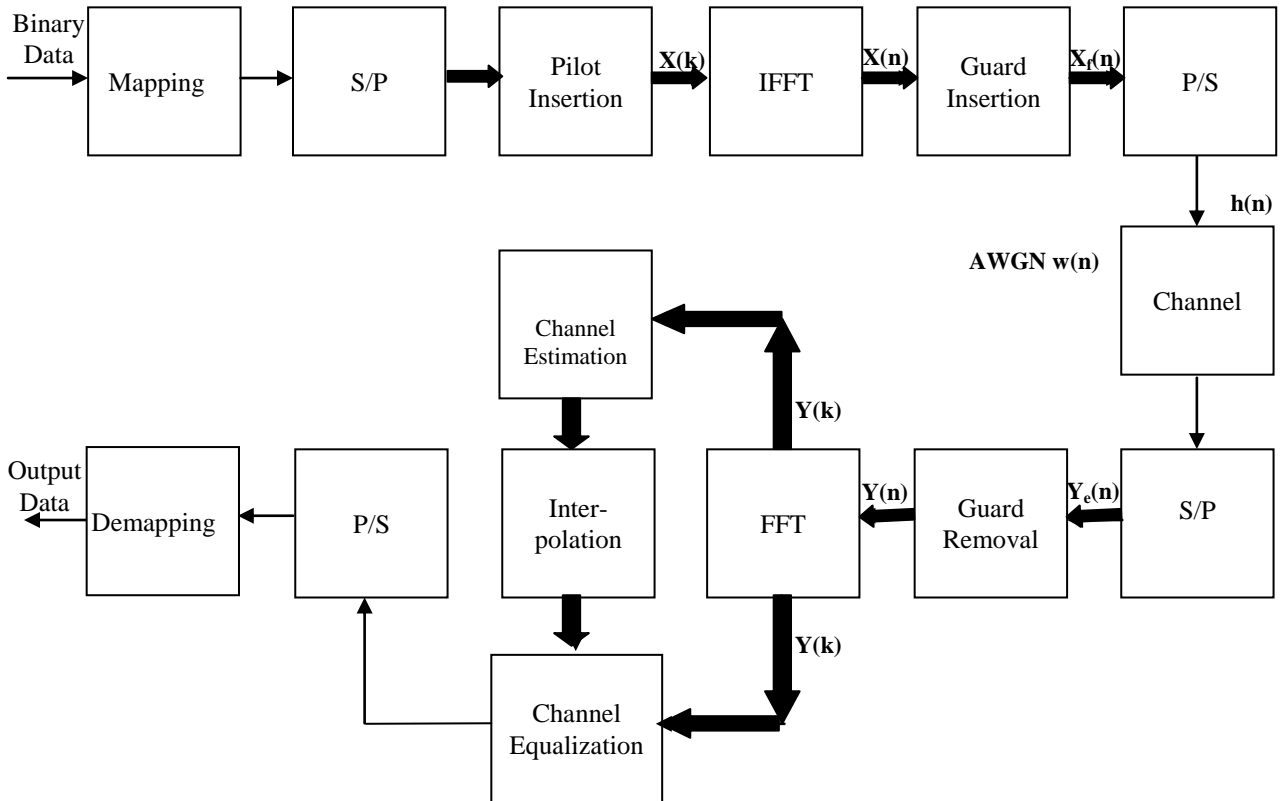 Binary
Data
Mapping
S/P
Pilot
Insertion
X(k)
IFFT
X(n)
Guard
Insertion
Xf(n)
P/S
h(n)
AWGN w(n)
Channel
Channel
Estimation
Y(k)
Output
Data
Demapping
P/S
Inter-
polation
FFT
Y(n)
Guard
Removal
Ye(n)
S/P
Y(k)
Channel
Equalization